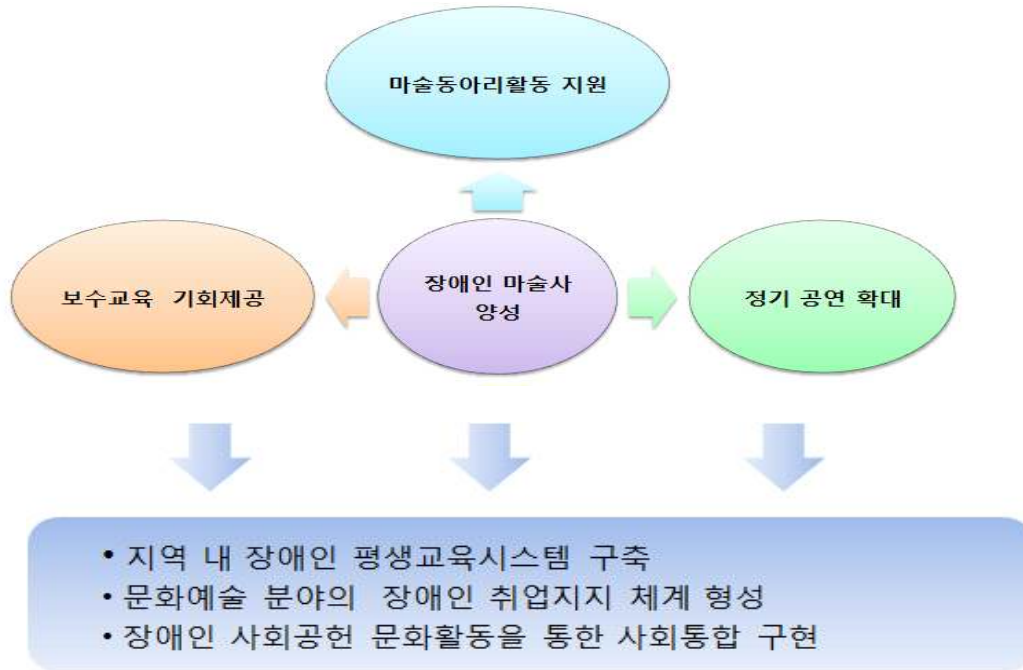 마술동아리활동 지원
보수교육 기회제공
장애인 마술사
양성
정기 공연 확대
• 지역 내 장애인 평생교육시스템 구축
• 문화예술 분야의 장애인 취업지지 체계 형성
• 장애인 사회공헌 문화활동을 통한 사회통합 구현